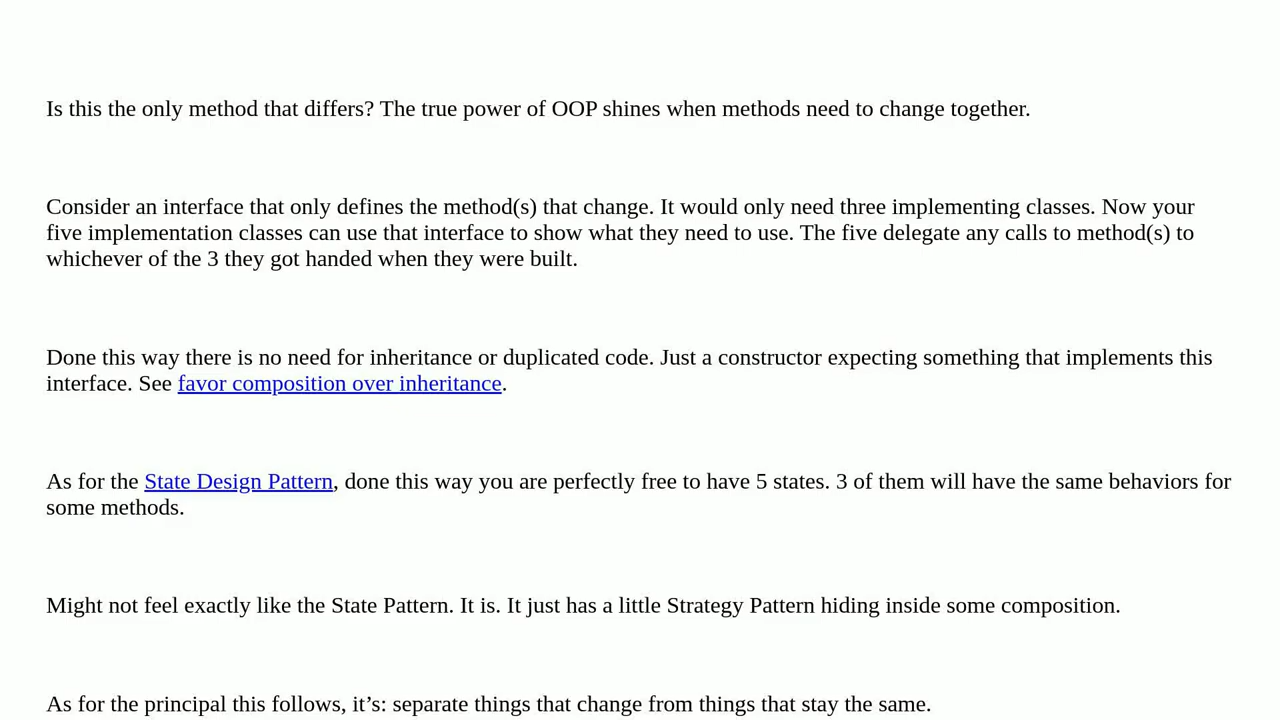 Is this the only method that differs? The true power of OOP shines when methods need to change together.
Consider an interface that only defines the method(s) that change. It would only need three implementing classes. Now your
five implementation classes can use that interface to show what they need to use. The five delegate any calls to method(s) to
whichever of the 3 they got handed when they were built.
Done this way there is no need for inheritance or duplicated code. Just a constructor expecting something that implements this
interface. See favor composition over inheritance.
As for the State Design Pattern, done this way you are perfectly free to have 5 states. 3 of them will have the same behaviors for
some methods.
Might not feel exactly like the State Pattern. It is. It just has a little Strategy Pattern hiding inside some composition.
As for the principal this follows, it’s: separate things that change from things that stay the same.